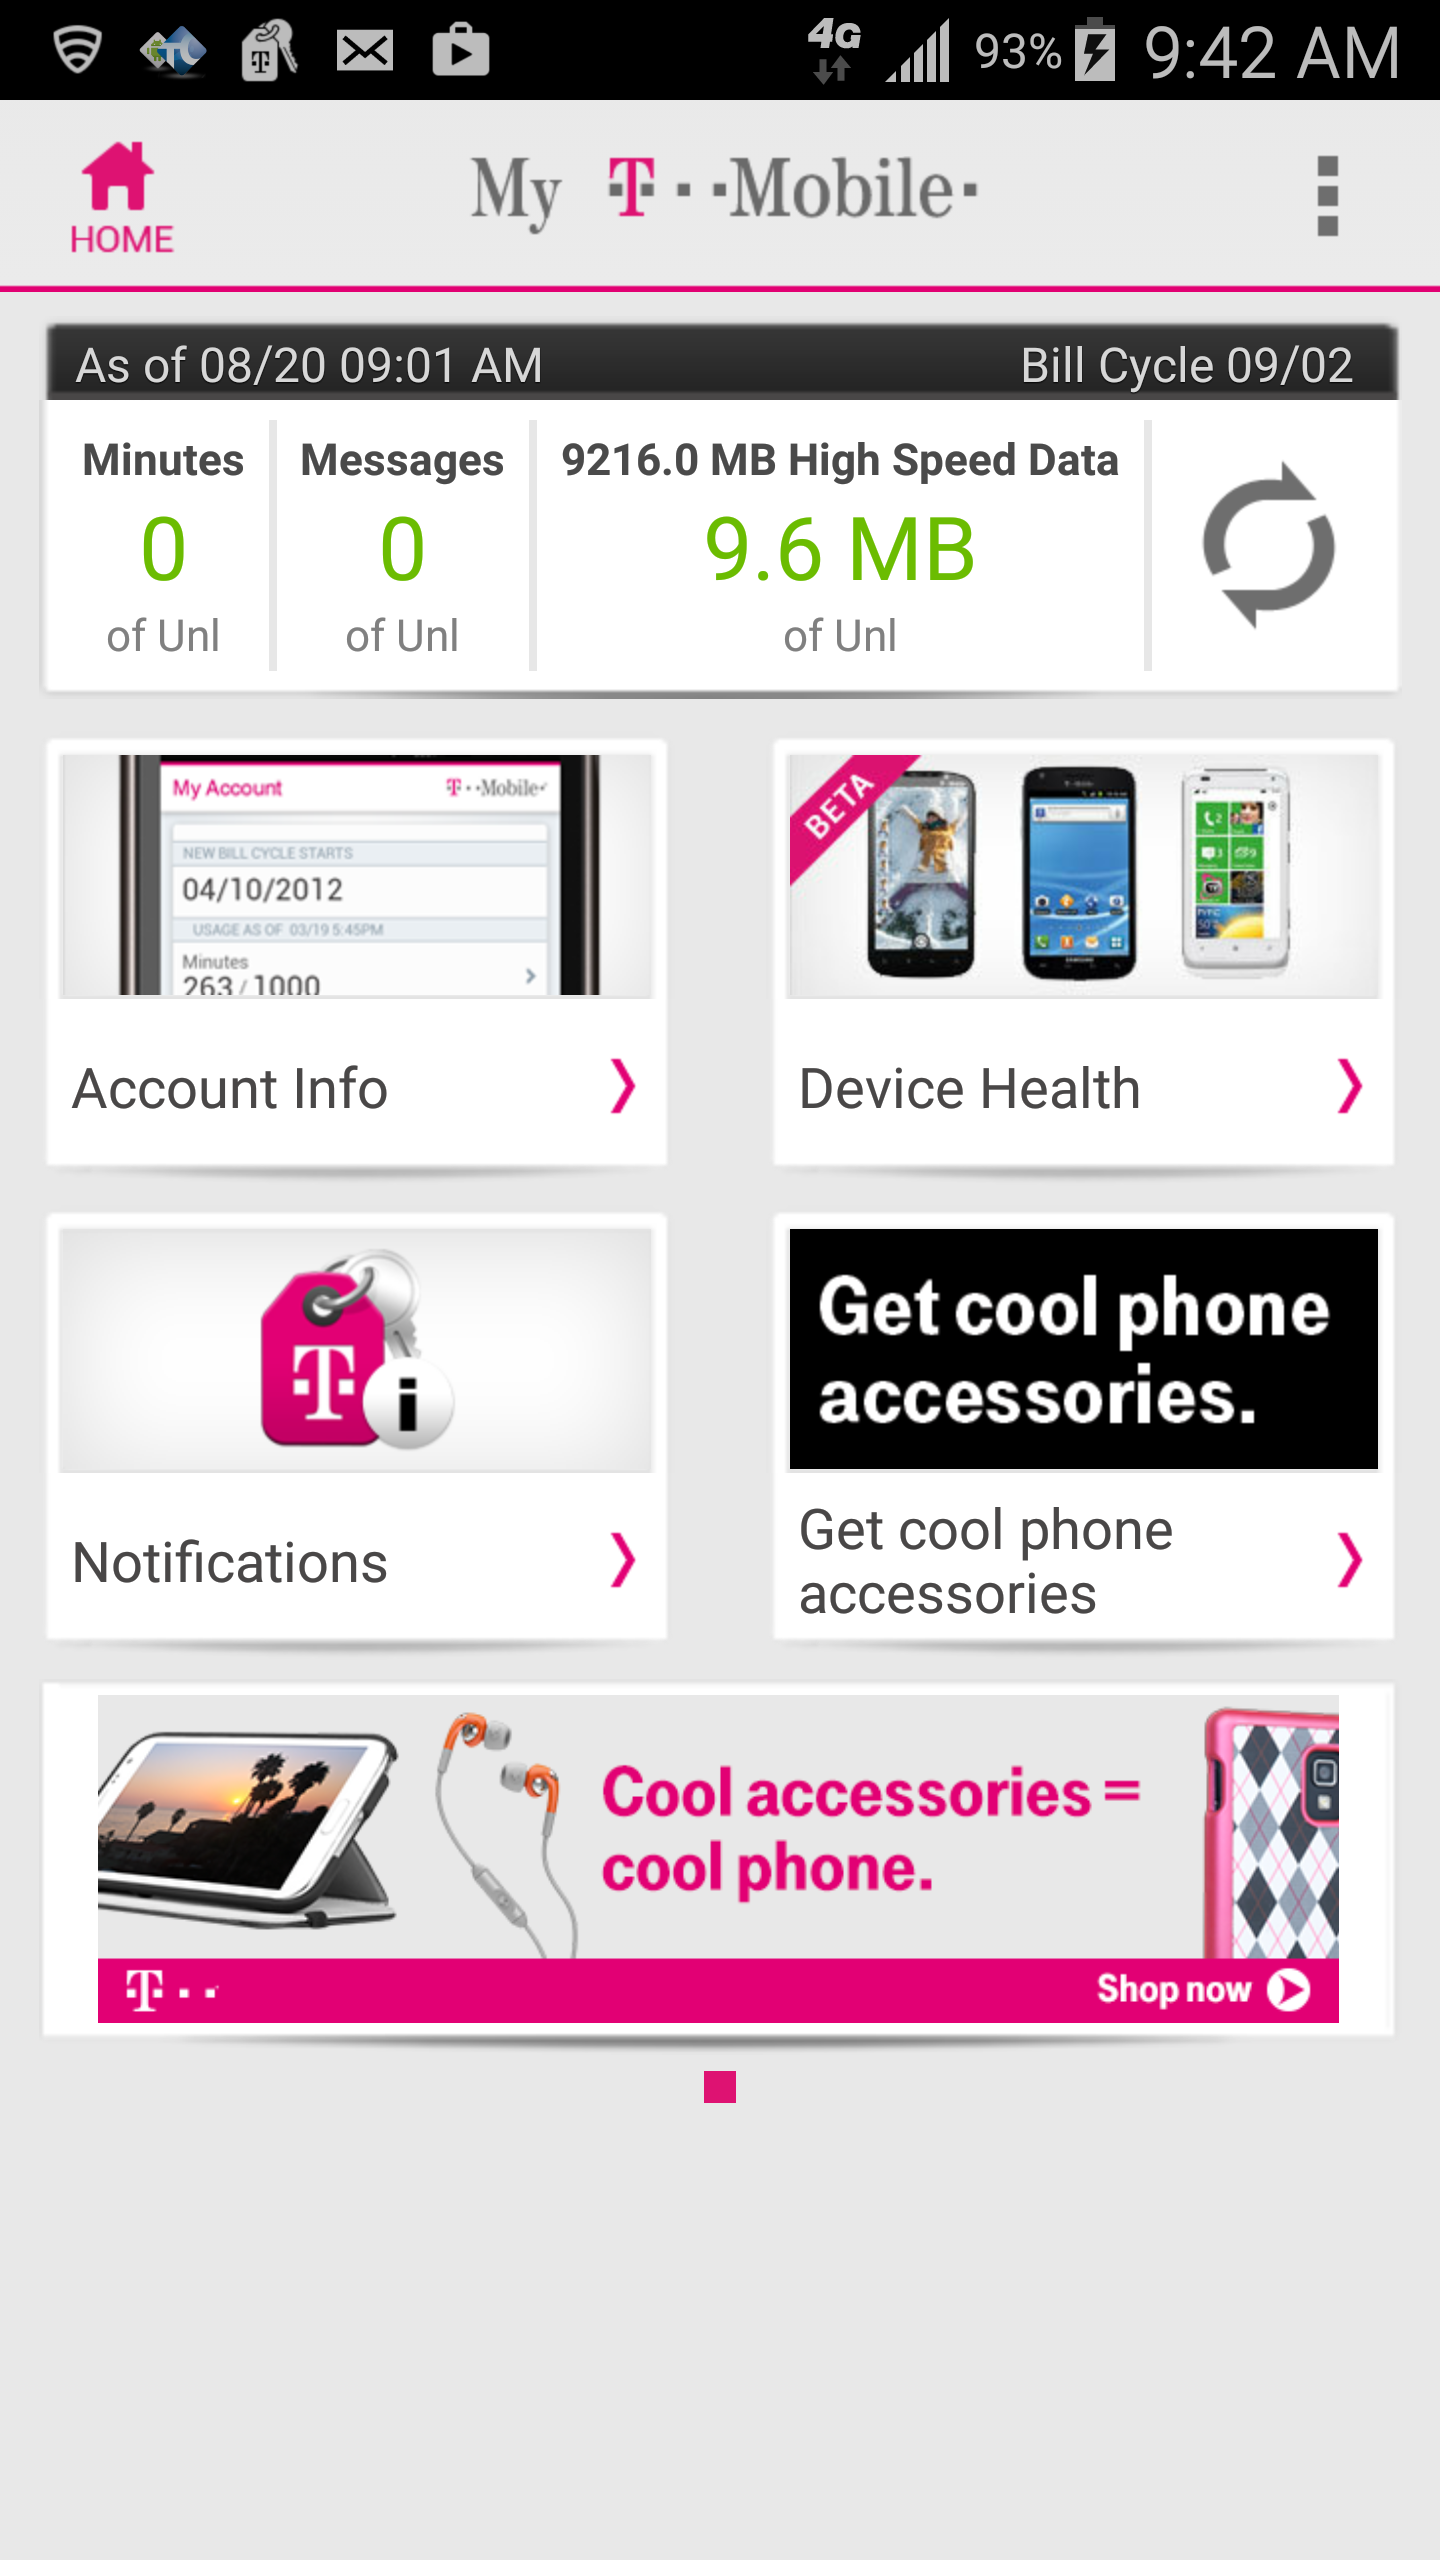 4G 93% 9:42 AM
HOME
My T··Mobile·
As of 08/20 09:01 AM Bill Cycle 09/02
Minutes Messages 9216.0 MB High Speed Data
0 0 9.6 MB
of Unl of Unl of Unl
My Account T··Mobile·
NEW BILL CYCLE STARTS
04/10/2012
USAGE AS OF 03/19 5:45PM
Minutes
263 / 1000
BETA
Account Info
Device Health
T
i
Get cool phone
accessories.
Notifications
Get cool phone
accessories
Cool accessories =
cool phone.
T··
Shop now